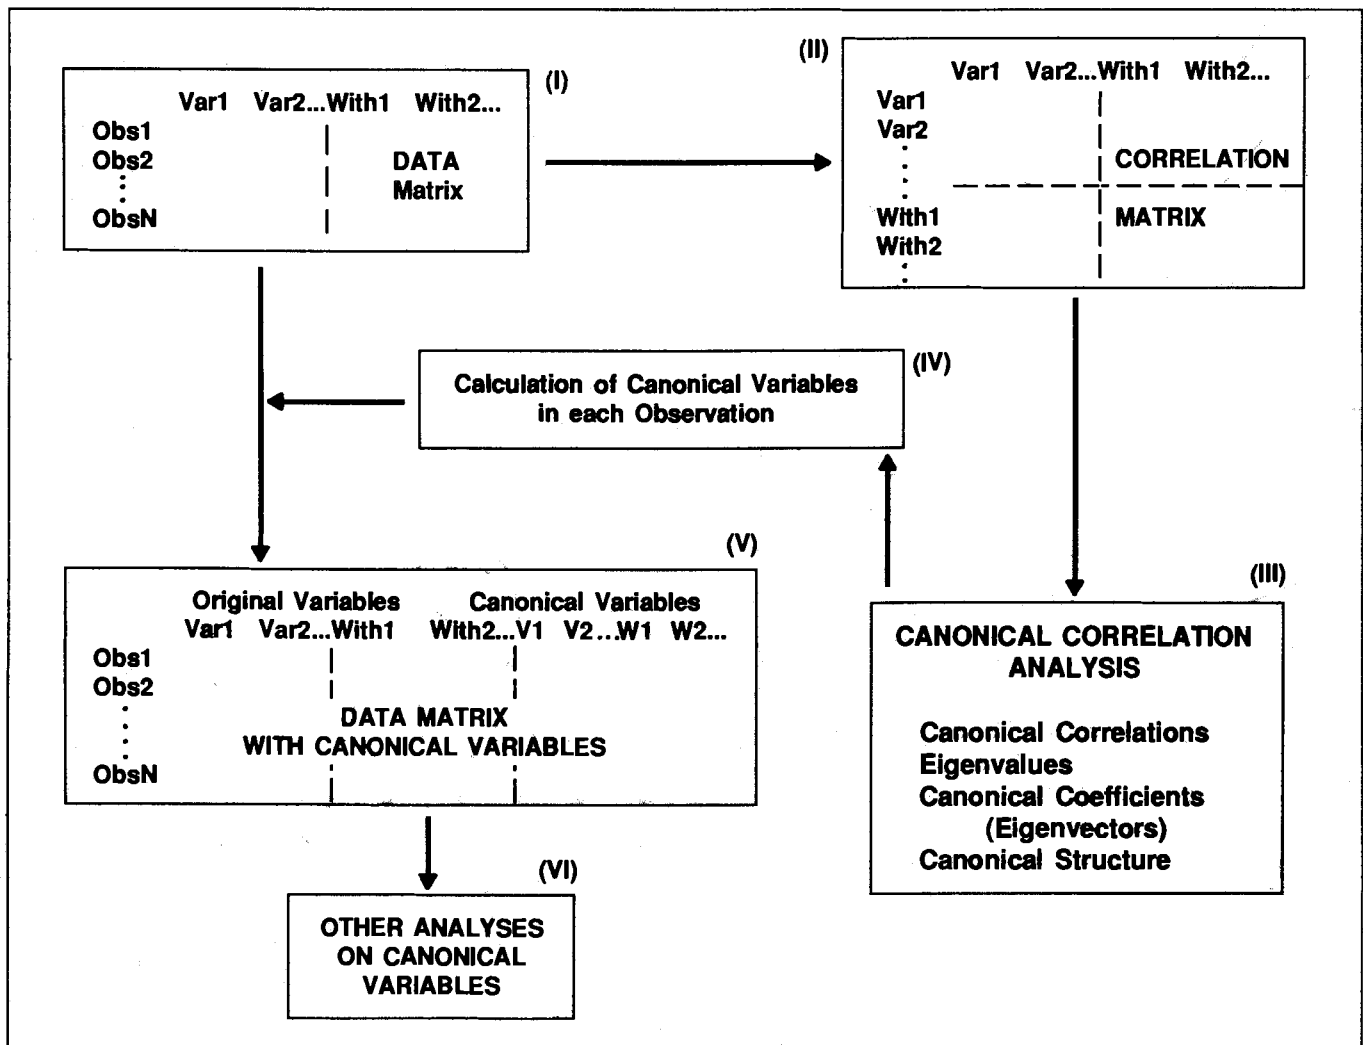 (I)
Var1 Var2...With1 With2...
Obs1
Obs2
DATA
Matrix
ObsN
(II)
Var1 Var2...With1 With2...
Var1
Var2
CORRELATION
MATRIX
With1
With2
(IV)
Calculation of Canonical Variables
in each Observation
(V)
Original Variables Canonical Variables
Var1 Var2...With1 With2...V1 V2...W1 W2...
Obs1
Obs2
DATA MATRIX
WITH CANONICAL VARIABLES
ObsN
(III)
CANONICAL CORRELATION
ANALYSIS
Canonical Correlations
Eigenvalues
Canonical Coefficients
(Eigenvectors)
Canonical Structure
(VI)
OTHER ANALYSES
ON CANONICAL
VARIABLES